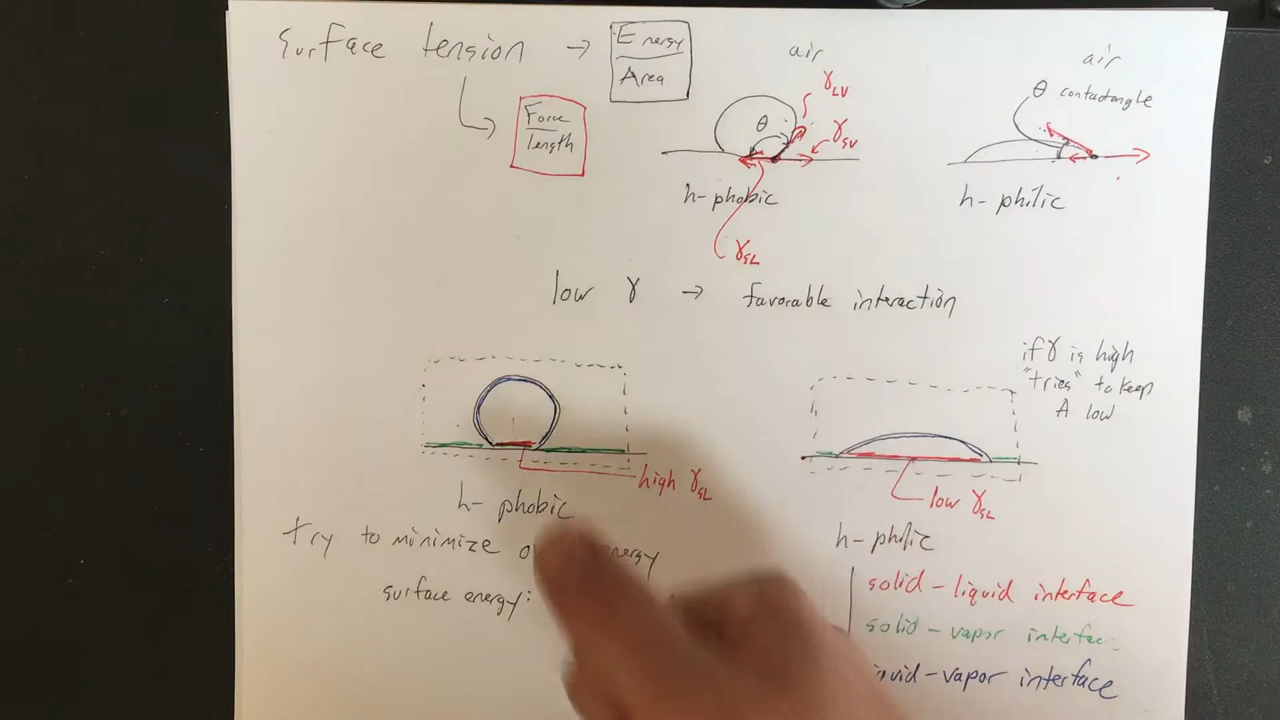 Surface tension →
Energy
Area
Force
length
air
θ
γLV
γSV
h-phobic
γSL
air
θ contact angle
h-philic
low γ → favorable interaction
if γ is high
"tries" to keep
A low
high γSL
h-phobic
low γSL
h-philic
try to minimize energy
surface energy:
solid-liquid interface
solid-vapor
-vapor interface